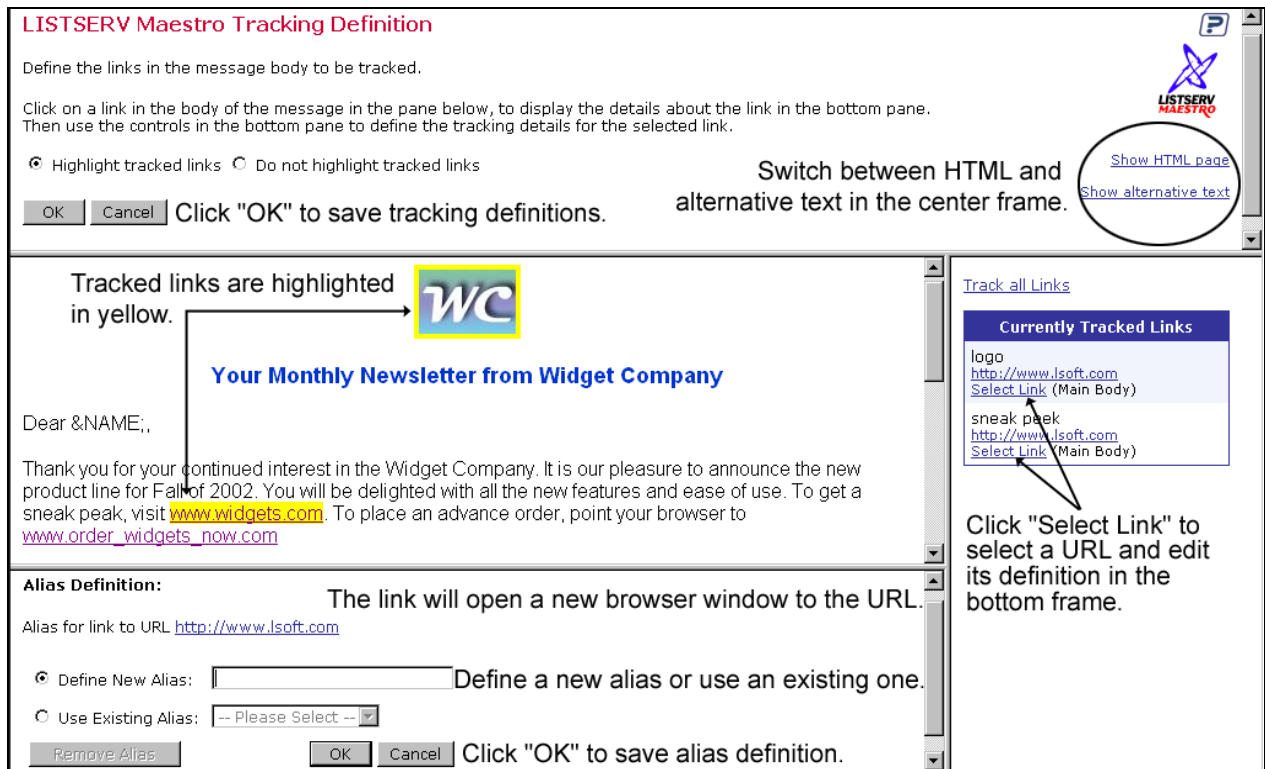 LISTSERV Maestro Tracking Definition
?
Define the links in the message body to be tracked.
LISTSERV
MAESTRO
Click on a link in the body of the message in the pane below, to display the details about the link in the bottom pane.
Then use the controls in the bottom pane to define the tracking details for the selected link.
Highlight tracked links Do not highlight tracked links
Switch between HTML and
alternative text in the center frame.
Show HTML page
Show alternative text
OK Cancel Click "OK" to save tracking definitions.
Tracked links are highlighted
in yellow.
WC
Your Monthly Newsletter from Widget Company
Dear &NAME;,
Thank you for your continued interest in the Widget Company. It is our pleasure to announce the new
product line for Fall of 2002. You will be delighted with all the new features and ease of use. To get a
sneak peak, visit www.widgets.com. To place an advance order, point your browser to
www.order_widgets_now.com
Track all Links
Currently Tracked Links
logo
http://www.lsoft.com
Select Link (Main Body)
sneak peek
http://www.lsoft.com
Select Link (Main Body)
Click "Select Link" to
select a URL and edit
its definition in the
bottom frame.
Alias Definition:
The link will open a new browser window to the URL.
Alias for link to URL http://www.lsoft.com
Define New Alias: Define a new alias or use an existing one.
Use Existing Alias: -- Please Select --
Remove Alias OK Cancel Click "OK" to save alias definition.